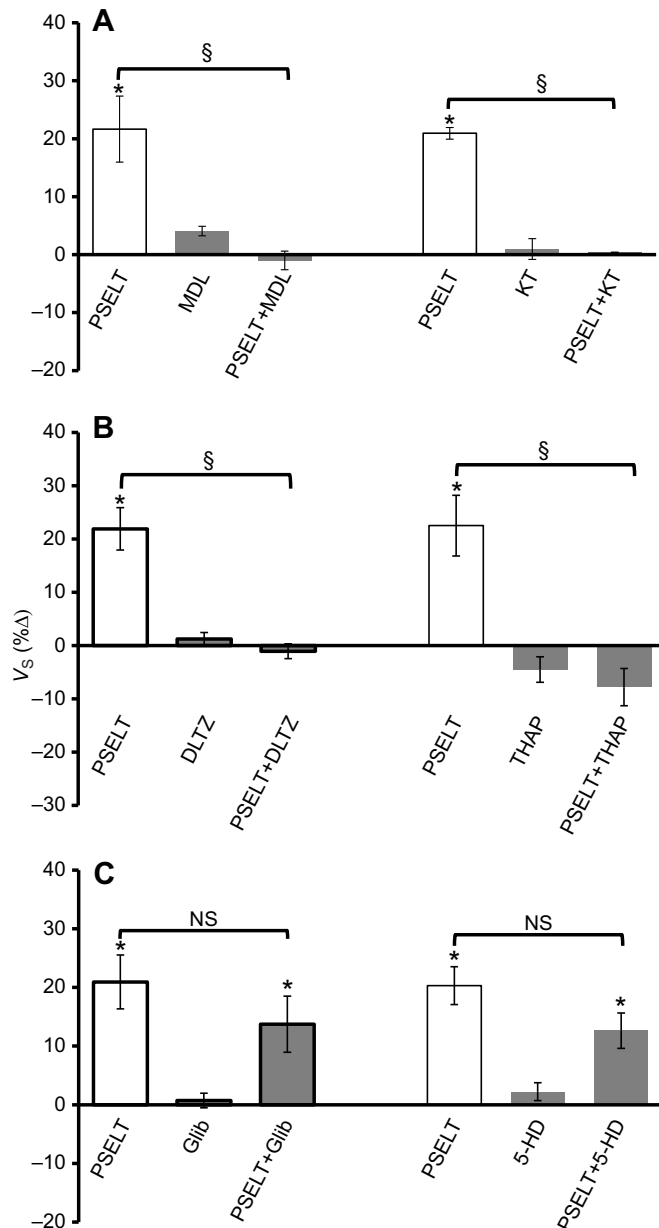 A
40
30
20
10
0
–10
–20
§
*
§
*
PSELT
MDL
PSELT+MDL
PSELT
KT
PSELT+KT
B
40
30
20
10
0
–10
–20
–30
VS (%Δ)
§
*
§
*
PSELT
DLTZ
PSELT+DLTZ
PSELT
THAP
PSELT+THAP
C
40
30
20
10
0
–10
–20
NS
*
*
NS
*
*
PSELT
Glib
PSELT+Glib
PSELT
5-HD
PSELT+5-HD